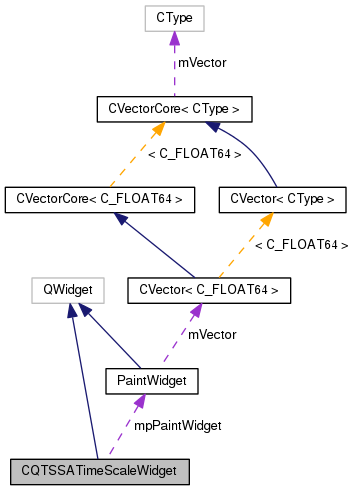 CType
mVector
CVectorCore< CType >
< C_FLOAT64 >
CVectorCore< C_FLOAT64 >
CVector< CType >
< C_FLOAT64 >
QWidget
CVector< C_FLOAT64 >
mVector
PaintWidget
mpPaintWidget
CQTSSATimeScaleWidget